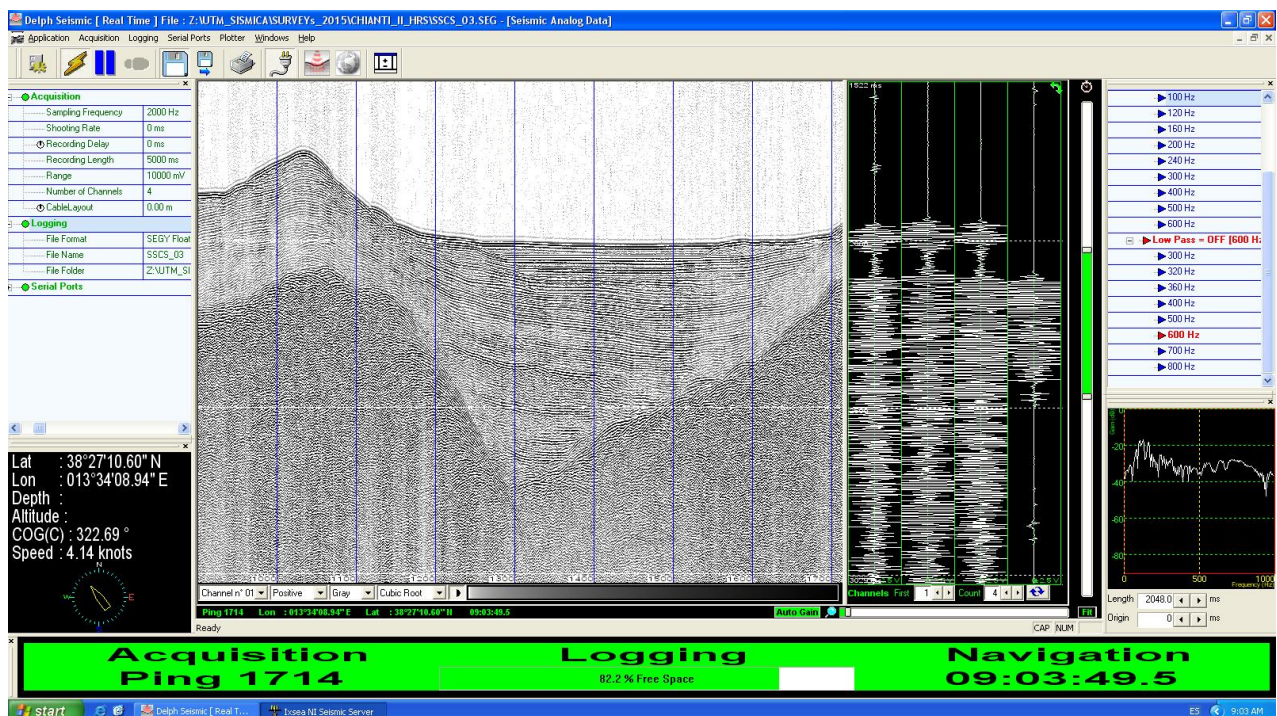 Delph Seismic [ Real Time ] File : Z:\UTM_SISMICA\SURVEYs_2015\CHIANTI_II_HRS\SSCS_03.SEG - [Seismic Analog Data]
Application Acquisition Logging Serial Ports Plotter Windows Help
Acquisition
Sampling Frequency 2000 Hz
Shooting Rate 0 ms
Recording Delay 0 ms
Recording Length 5000 ms
Range 10000 mV
Number of Channels 4
CableLayout 0.00 m
Logging
File Format SEGY Float
File Name SSCS_03
File Folder Z:\UTM_SI
Serial Ports
Lat : 38°27'10.60" N
Lon : 013°34'08.94" E
Depth :
Altitude :
COG(C) : 322.69 °
Speed : 4.14 knots
N
W E
1522 ms
Channel n° 01 Positive Gray Cubic Root
Channels First 1 Count 4
Ping 1714 Lon : 013°34'08.94" E Lat : 38°27'10.60" N 09:03:49.5 Auto Gain Fit
Ready CAP NUM
100 Hz
120 Hz
160 Hz
200 Hz
240 Hz
300 Hz
400 Hz
500 Hz
600 Hz
Low Pass = OFF [600 Hz
300 Hz
320 Hz
360 Hz
400 Hz
500 Hz
600 Hz
700 Hz
800 Hz
Gain (dB)
0
-20
-40
-60
-80
0 500 1000
Frequency (Hz)
Length 2048.0 ms
Origin 0 ms
Acquisition Logging Navigation
Ping 1714 82.2 % Free Space 09:03:49.5
start Delph Seismic [ Real T... Ixsea NI Seismic Server ES 9:03 AM